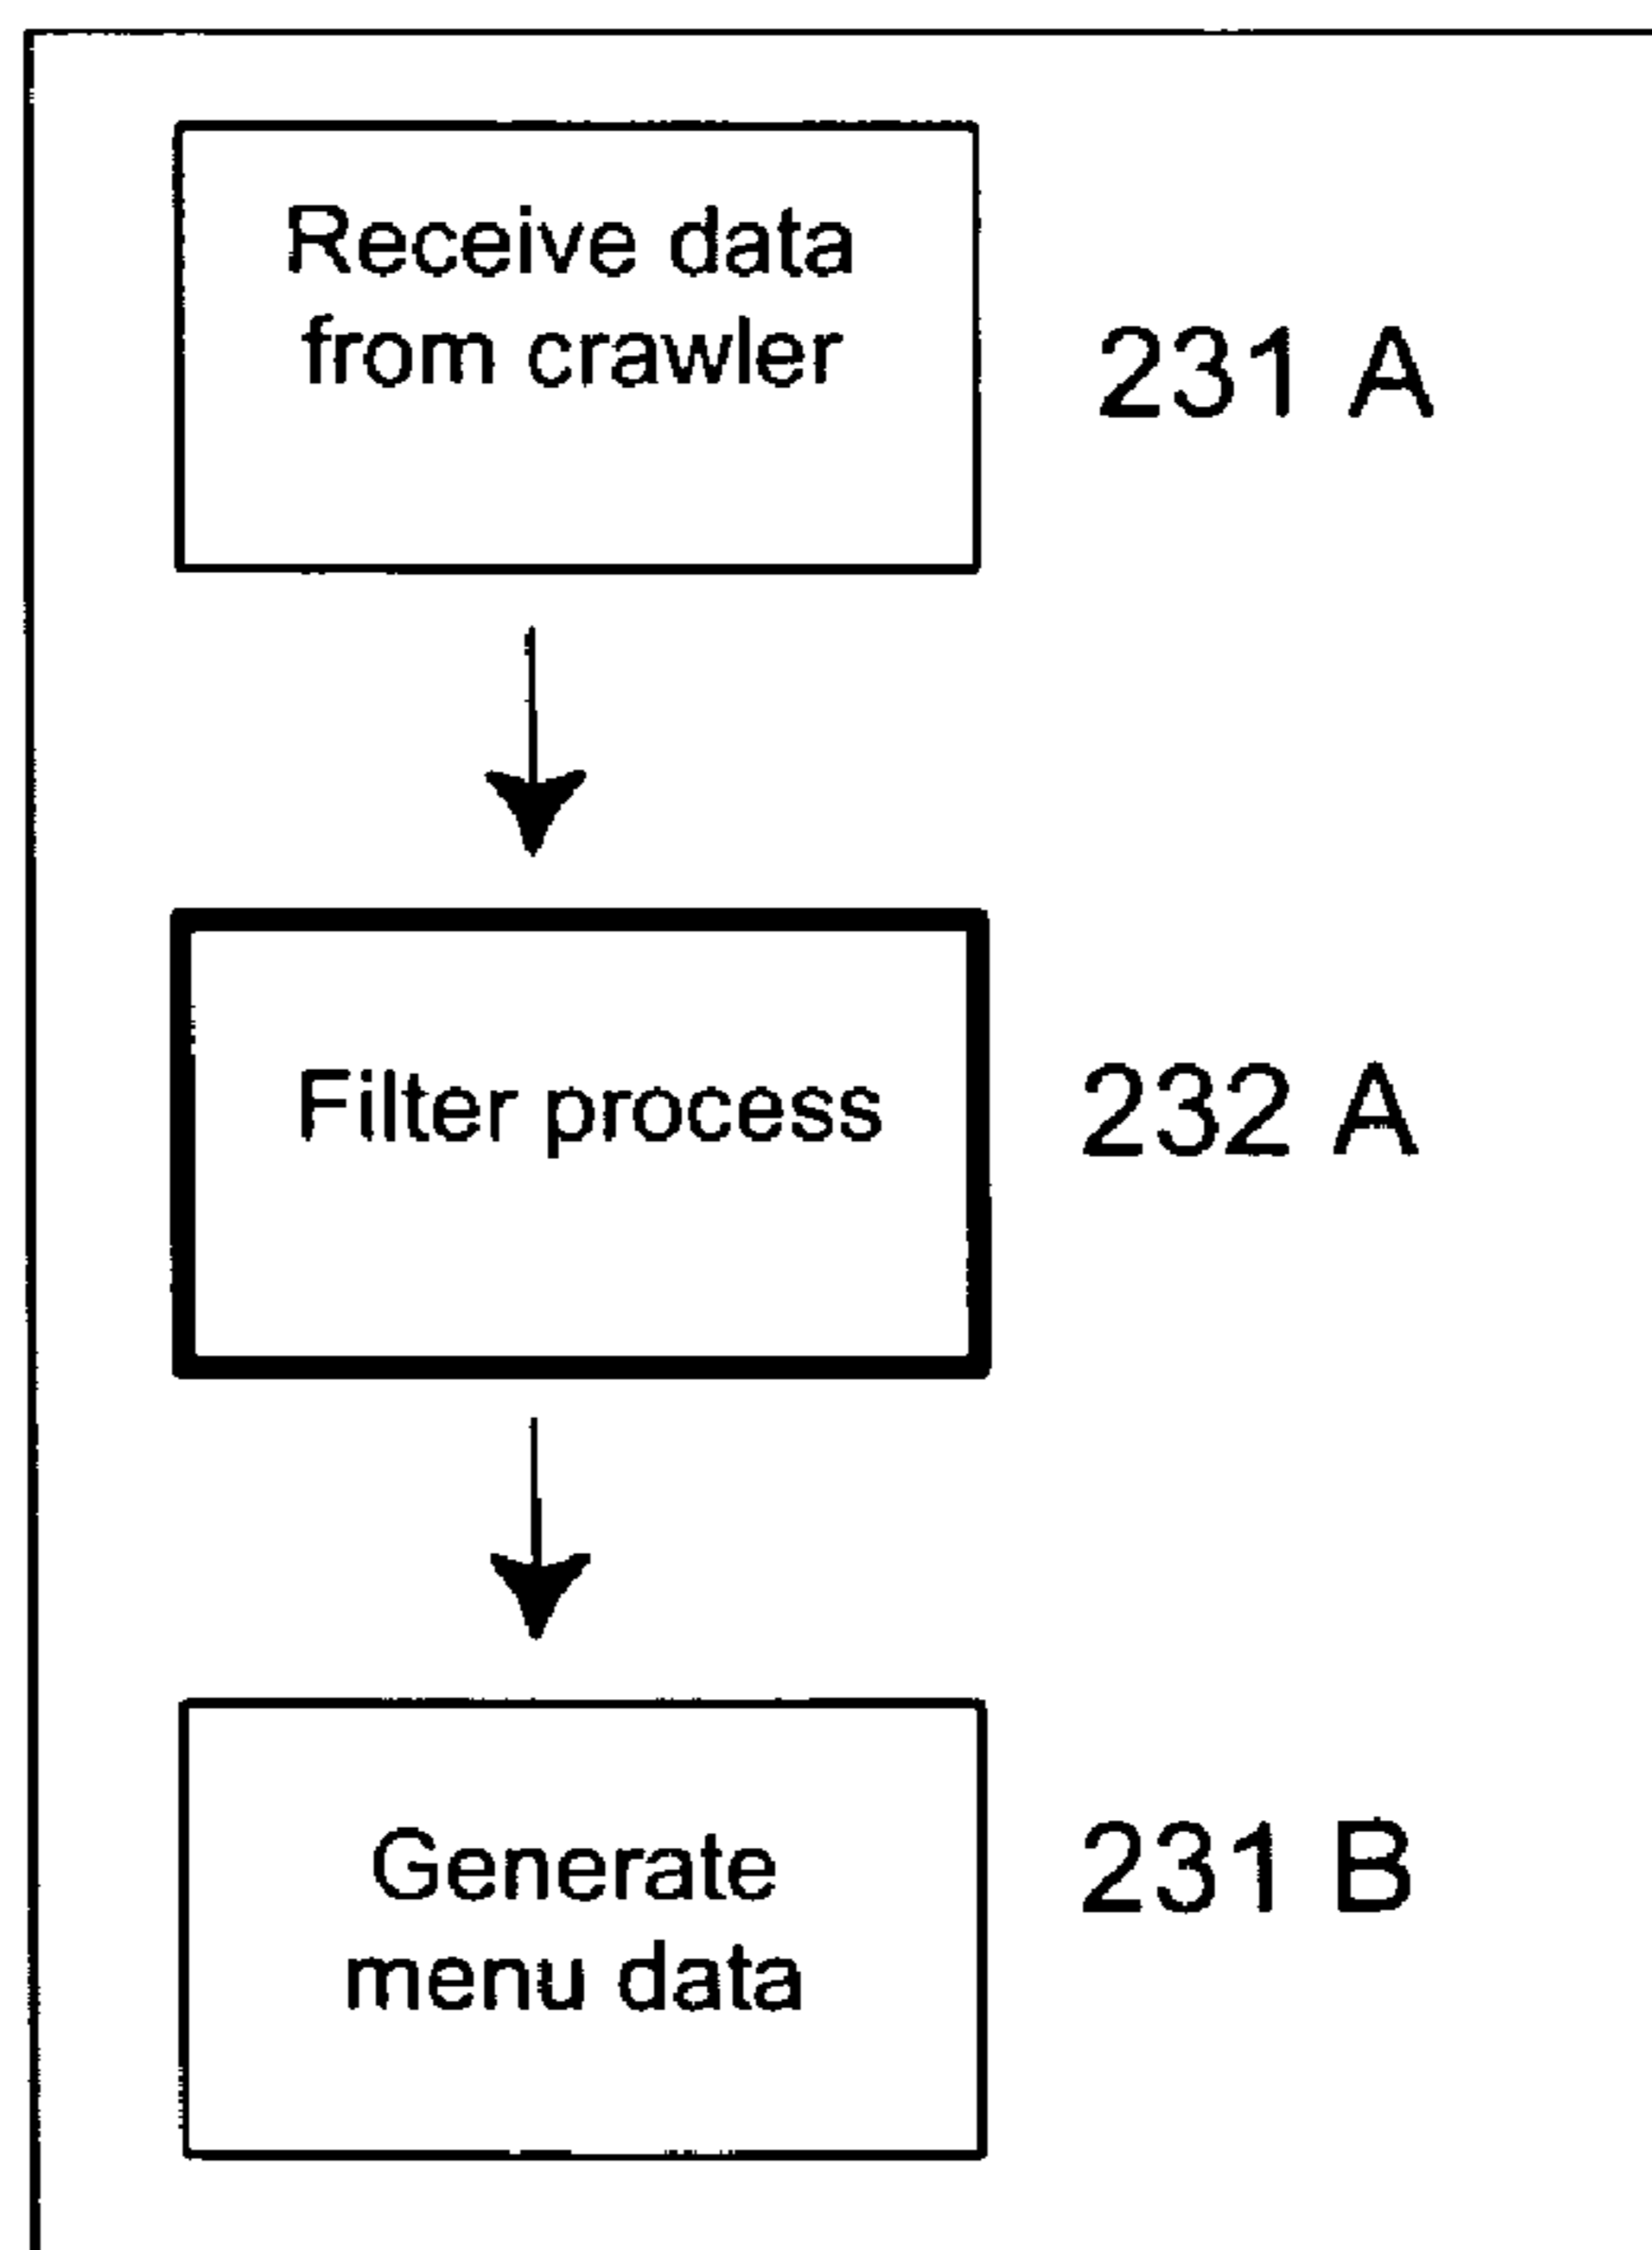 Receive data
from crawler
231 A
Filter process
232 A
Generate
menu data
231 B